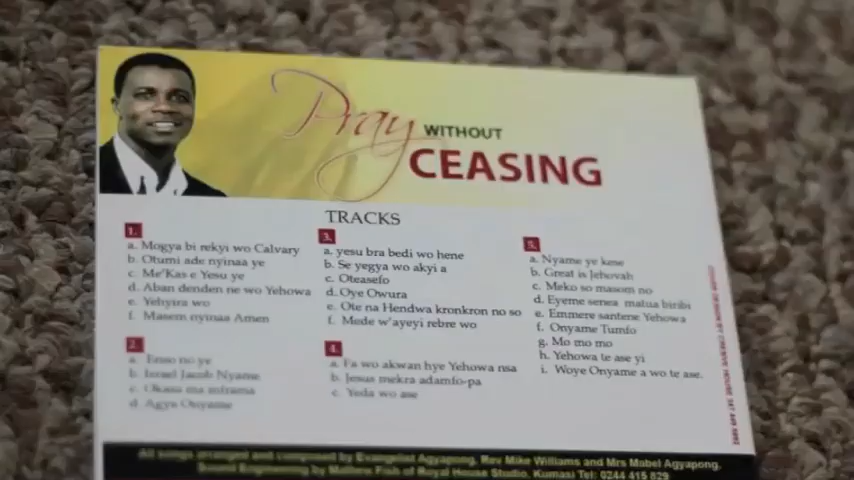 Pray WITHOUT
CEASING
TRACKS
1.
a. Mogya bi rekyi wo Calvary
b. Otumi ade nyinaa ye
c. Me'Kas e Yesu ye
d. Aban denden ne wo Yehowa
e. Yehyira wo
f. Masem nyinaa Amen
2.
a. Enso no ye
b. Israel Jacob Nyame
c. Okasa ma mframa
d. Agya Onyame
3.
a. yesu bra bedi wo hene
b. Se yegya wo akyi a
c. Oteasefo
d. Oye Owura
e. Ote na Hendwa kronkron no so
f. Mede w'ayeyi rebre wo
4.
a. Fa wo akwan hye Yehowa nsa
b. Jesus mekra adamfo-pa
c. Yeda wo ase
5.
a. Nyame ye kese
b. Great is Jehovah
c. Meko so masom no
d. Eyeme senea matua biribi
e. Emmere santene Yehowa
f. Onyame Tumfo
g. Mo mo mo
h. Yehowa te ase yi
i. Woye Onyame a wo te ase.
All songs arranged and composed by Evangelist Agyapong, Rev Mike Williams and Mrs Mabel Agyapong.
Sound Engineering by Fish of Royal House Studio, Kumasi Tel: 0244 415 829